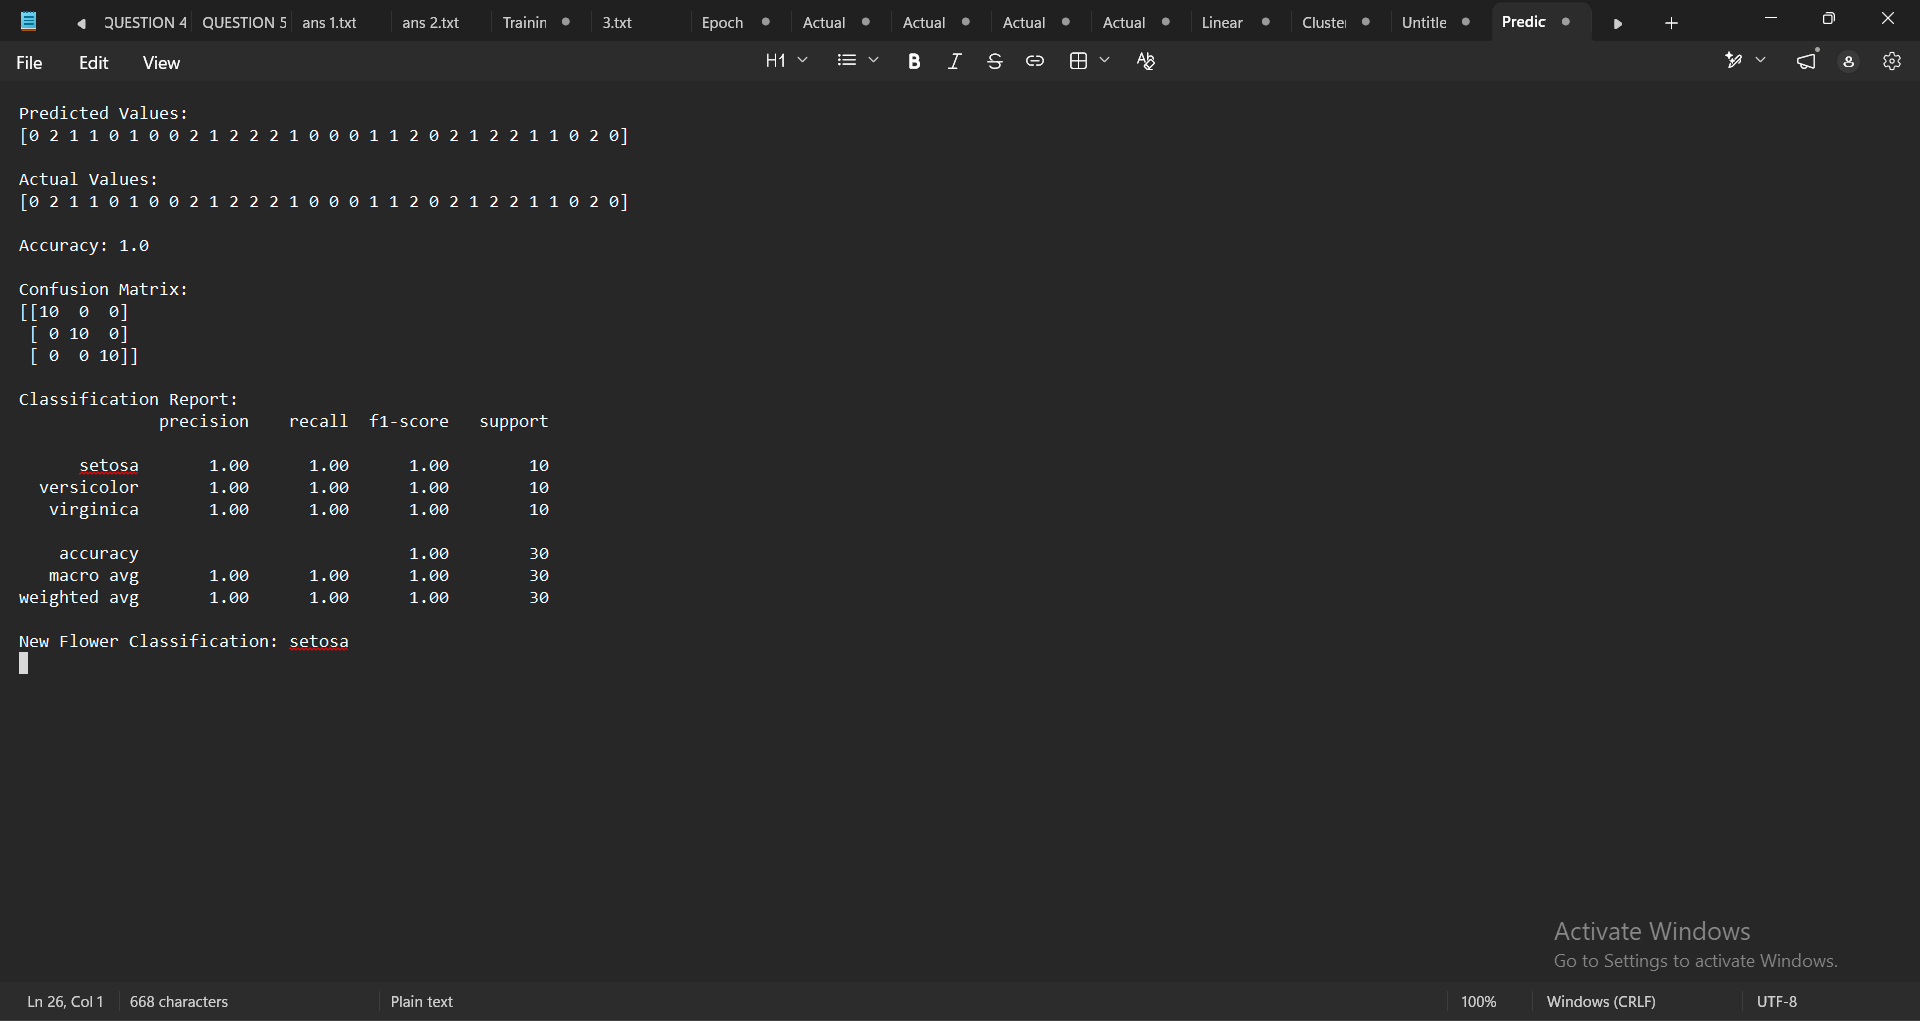 QUESTION 4 QUESTION 5 ans 1.txt ans 2.txt Trainin 3.txt Epoch Actual Actual Actual Actual Linear Cluster Untitle Predic
File Edit View H1
Predicted Values:
[0 2 1 1 0 1 0 0 2 1 2 2 2 1 0 0 0 1 1 2 0 2 1 2 2 1 1 0 2 0]
Actual Values:
[0 2 1 1 0 1 0 0 2 1 2 2 2 1 0 0 0 1 1 2 0 2 1 2 2 1 1 0 2 0]
Accuracy: 1.0
Confusion Matrix:
[[10  0  0]
 [ 0 10  0]
 [ 0  0 10]]
Classification Report:
              precision    recall  f1-score   support
      setosa       1.00      1.00      1.00        10
  versicolor       1.00      1.00      1.00        10
   virginica       1.00      1.00      1.00        10
    accuracy                           1.00        30
   macro avg       1.00      1.00      1.00        30
weighted avg       1.00      1.00      1.00        30
New Flower Classification: setosa
Activate Windows
Go to Settings to activate Windows.
Ln 26, Col 1 668 characters Plain text 100% Windows (CRLF) UTF-8